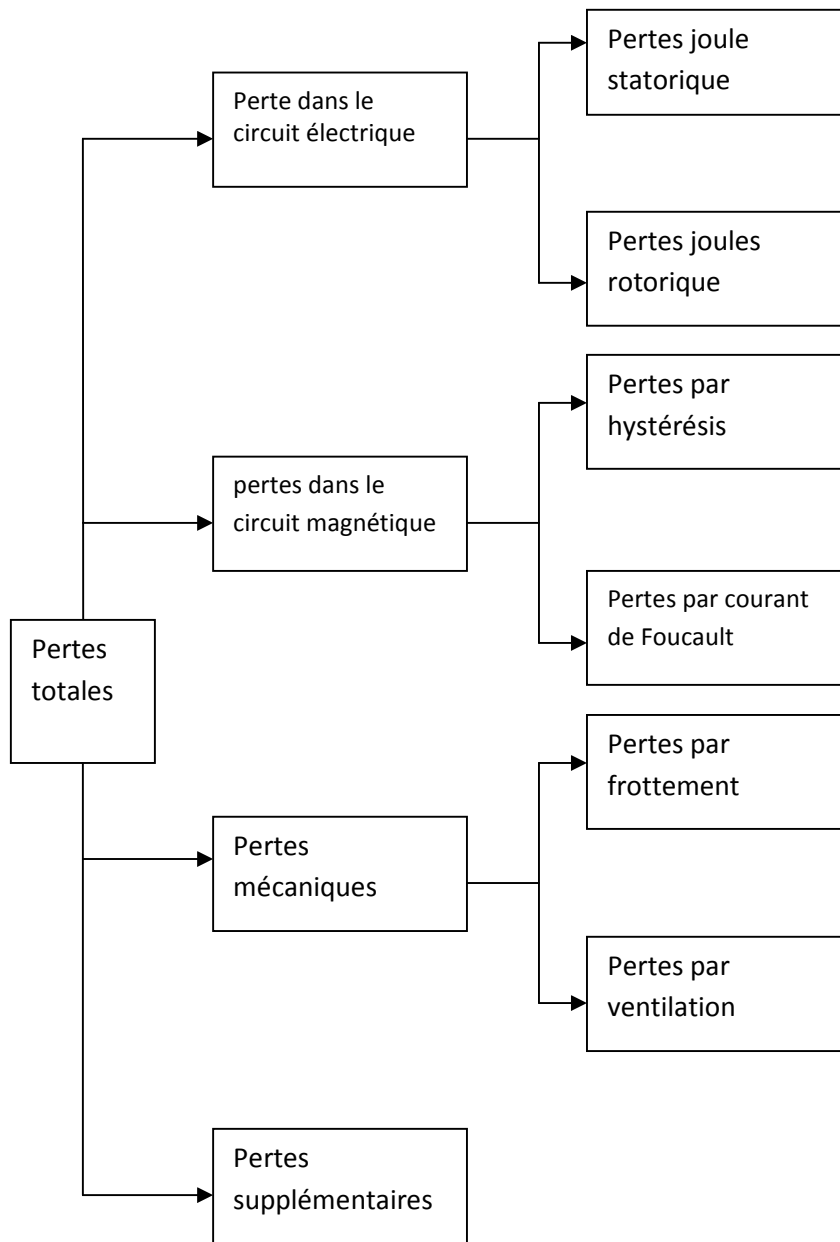 Pertes joule
statorique
Perte dans le
circuit électrique
Pertes joules
rotorique
Pertes par
hystérésis
pertes dans le
circuit magnétique
Pertes par courant
de Foucault
Pertes
totales
Pertes par
frottement
Pertes
mécaniques
Pertes par
ventilation
Pertes
supplémentaires